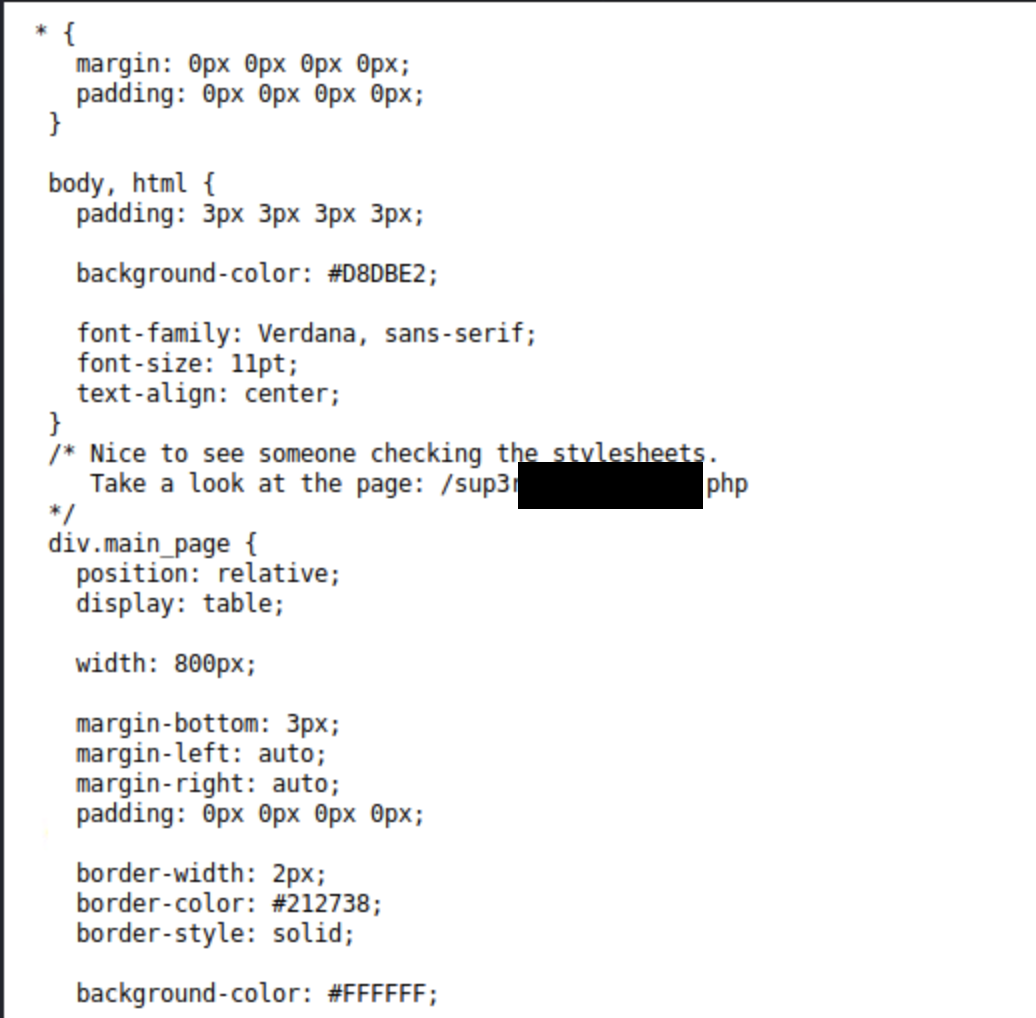 * {
margin: 0px 0px 0px 0px;
padding: 0px 0px 0px 0px;
}
body, html {
padding: 3px 3px 3px 3px;
background-color: #D8DBE2;
font-family: Verdana, sans-serif;
font-size: 11pt;
text-align: center;
}
/* Nice to see someone checking the stylesheets.
Take a look at the page: php
*/
div.main_page {
position: relative;
display: table;
width: 800px;
margin-bottom: 3px;
margin-left: auto;
margin-right: auto;
padding: 0px 0px 0px 0px;
border-width: 2px;
border-color: #212738;
border-style: solid;
background-color: #FFFFFF;